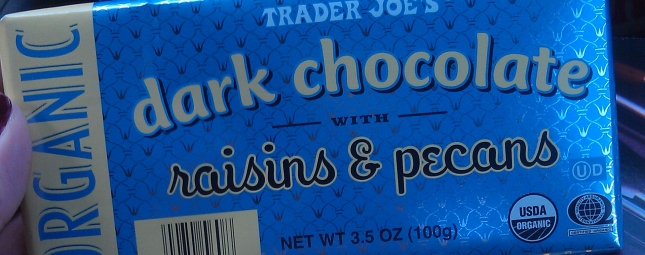 TRADER JOE'S
ORGANIC
dark chocolate
WITH
raisins & pecans
U D
USDA
ORGANIC
NET WT 3.5 OZ (100g)